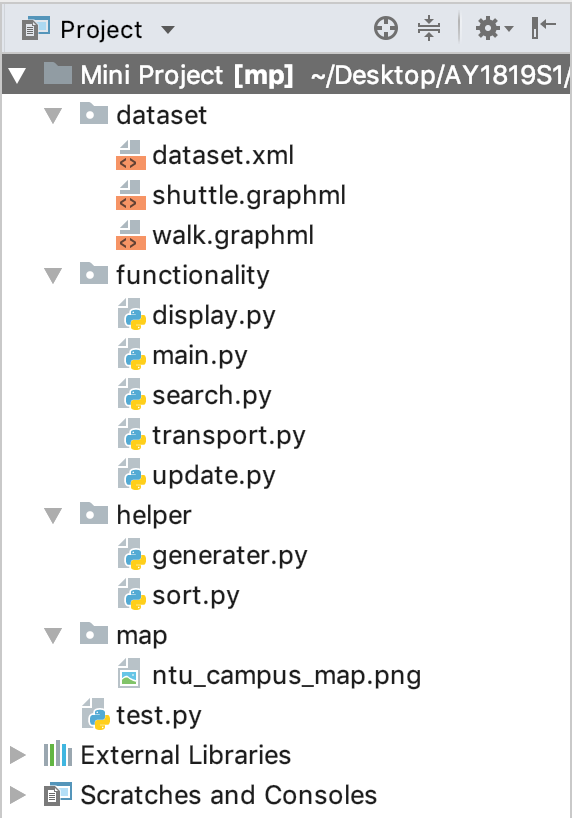 Project
Mini Project [mp] ~/Desktop/AY1819S1/
dataset
dataset.xml
shuttle.graphml
walk.graphml
functionality
display.py
main.py
search.py
transport.py
update.py
helper
generater.py
sort.py
map
ntu_campus_map.png
test.py
External Libraries
Scratches and Consoles